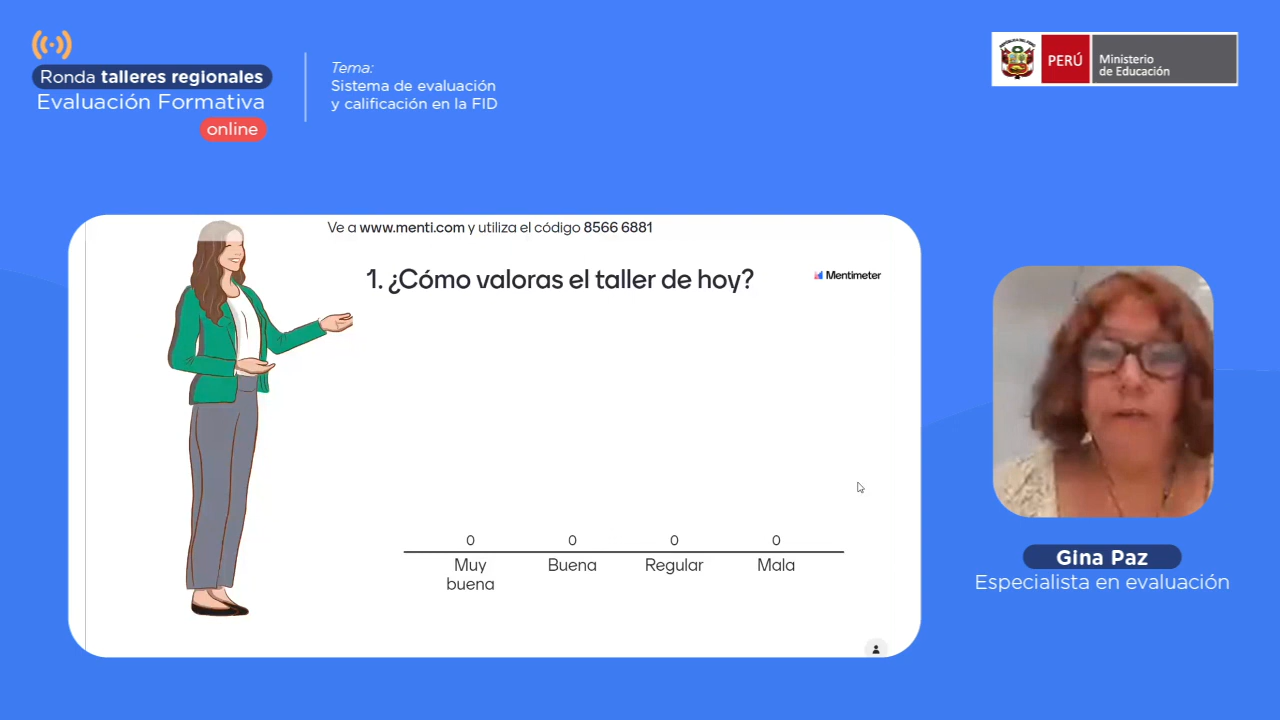 Ronda talleres regionales
Evaluación Formativa
online
Tema:
Sistema de evaluación
y calificación en la FID
PERÚ
Ministerio
de Educación
Ve a www.menti.com y utiliza el código 8566 6881
1. ¿Cómo valoras el taller de hoy?
Mentimeter
0
0
0
0
Muy
buena
Buena
Regular
Mala
Gina Paz
Especialista en evaluación